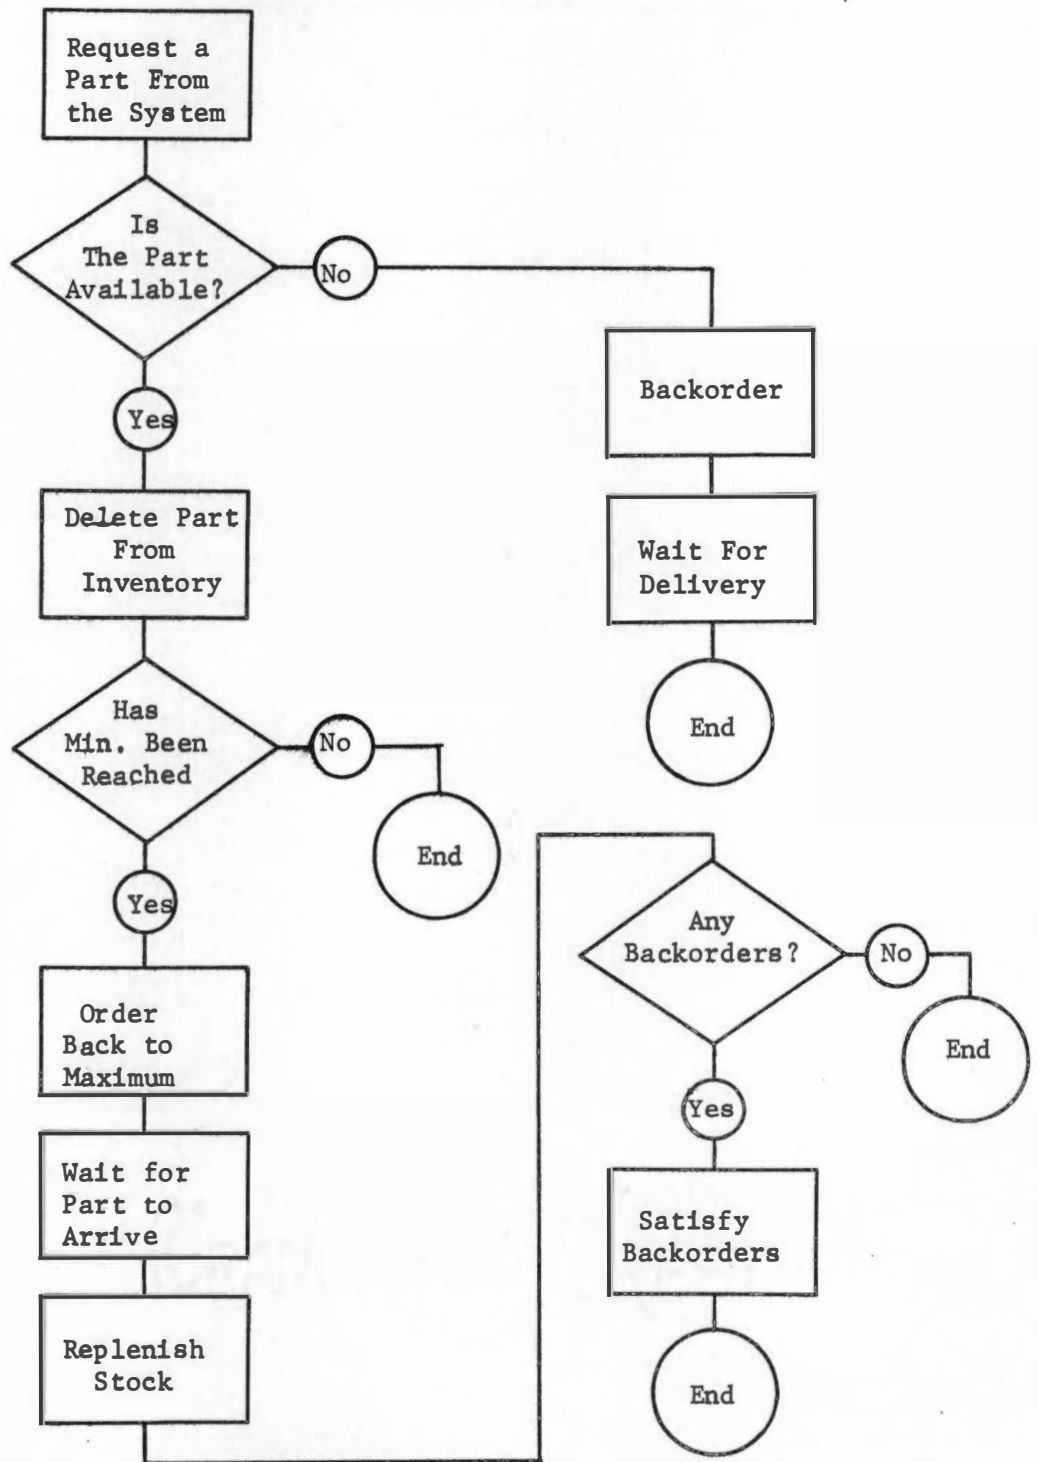 Request a
Part From
the System
Is
The Part
Available?
No
Yes
Backorder
Delete Part
From
Inventory
Wait For
Delivery
End
Has
Min. Been
Reached
No
End
Yes
Any
Backorders?
No
End
Order
Back to
Maximum
Yes
Wait for
Part to
Arrive
Satisfy
Backorders
Replenish
Stock
End